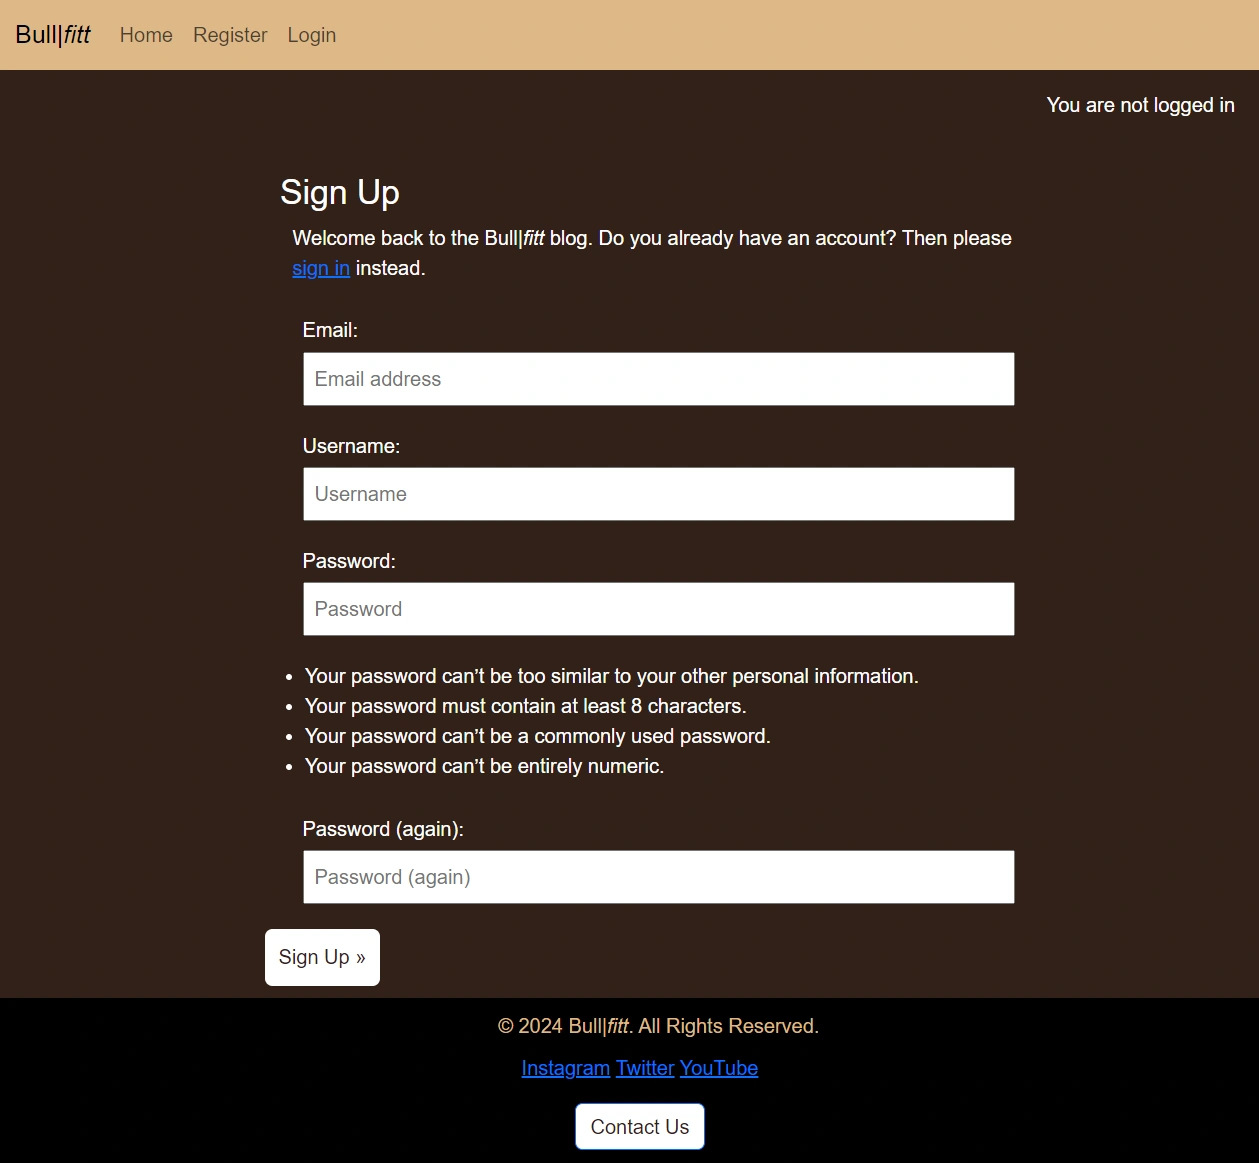 Bull|fitt Home Register Login
You are not logged in
Sign Up
Welcome back to the Bull|fitt blog. Do you already have an account? Then please
sign in instead.
Email:
Email address
Username:
Username
Password:
Password
• Your password can’t be too similar to your other personal information.
• Your password must contain at least 8 characters.
• Your password can’t be a commonly used password.
• Your password can’t be entirely numeric.
Password (again):
Password (again)
Sign Up »
© 2024 Bull|fitt. All Rights Reserved.
Instagram Twitter YouTube
Contact Us